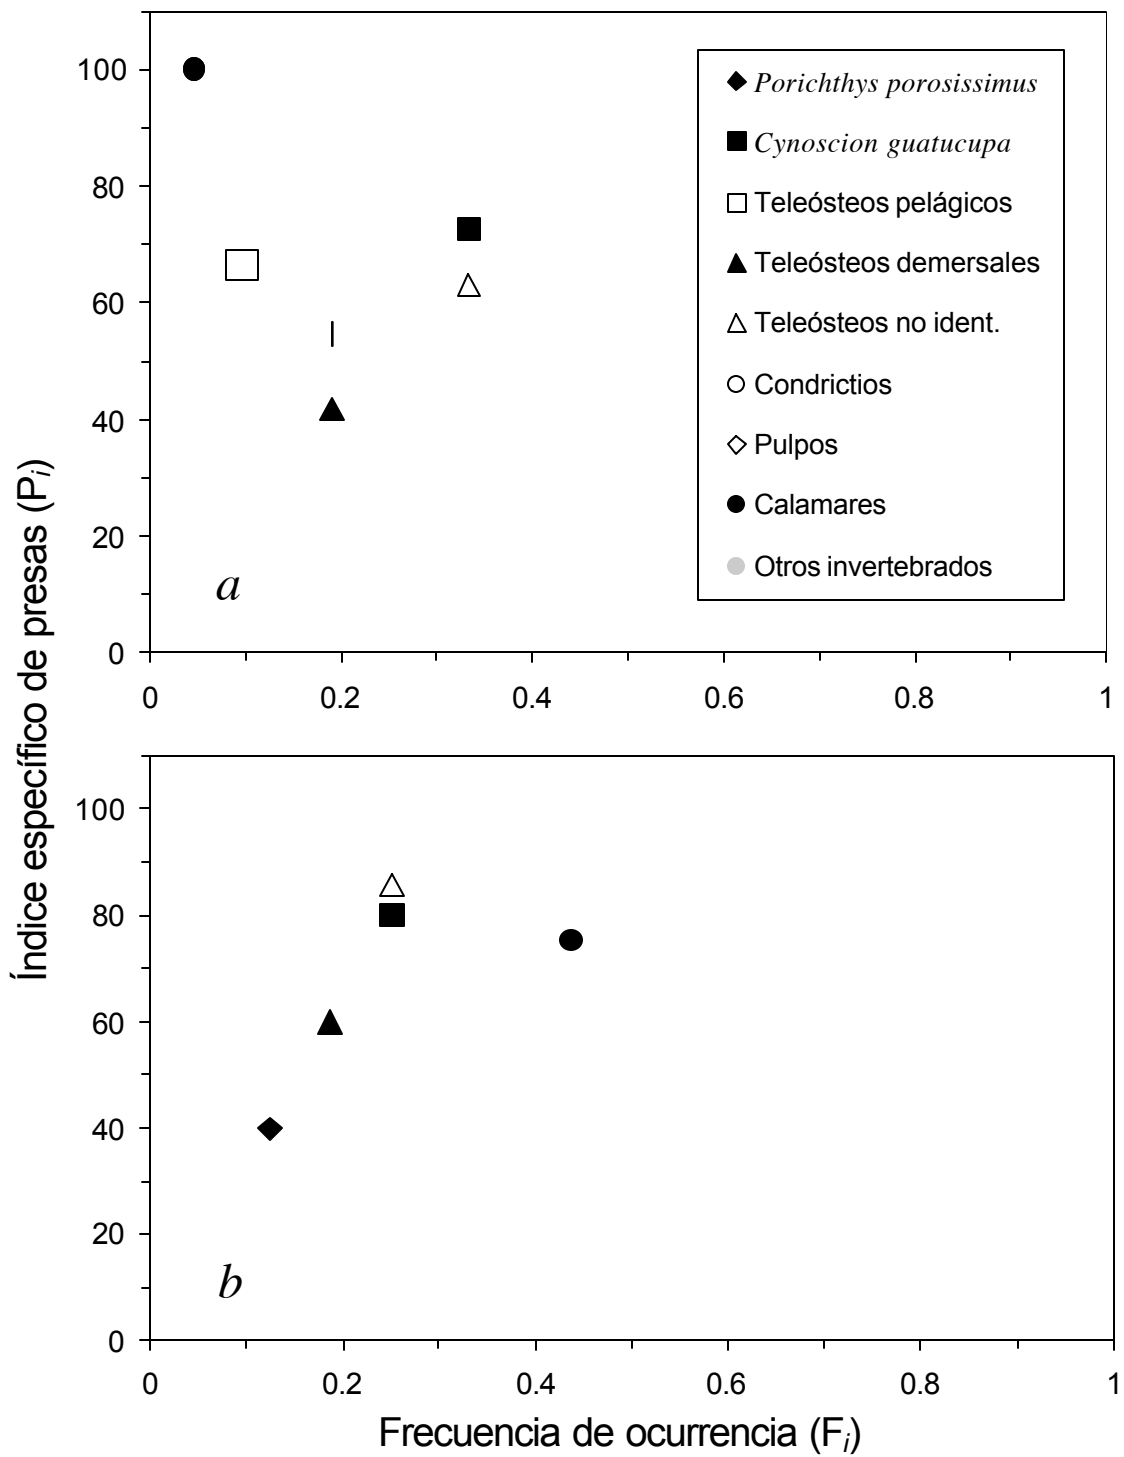 Índice específico de presas (Pi)
100
80
60
40
20
0
a
Porichthys porosissimus
Cynoscion guatucupa
Teleósteos pelágicos
Teleósteos demersales
Teleósteos no ident.
Condrictios
Pulpos
Calamares
Otros invertebrados
0 0.2 0.4 0.6 0.8 1
100
80
60
40
20
0
b
0 0.2 0.4 0.6 0.8 1
Frecuencia de ocurrencia (Fi)